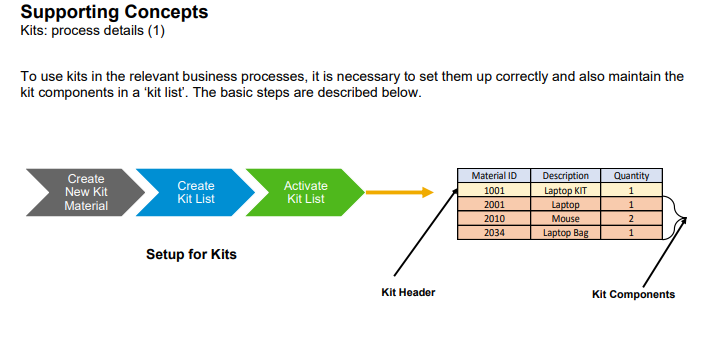 Supporting Concepts
Kits: process details (1)
To use kits in the relevant business processes, it is necessary to set them up correctly and also maintain the
kit components in a ‘kit list’. The basic steps are described below.
Create
New Kit
Material
Create
Kit List
Activate
Kit List
Setup for Kits
Material ID Description Quantity
1001 Laptop KIT 1
2001 Laptop 1
2010 Mouse 2
2034 Laptop Bag 1
Kit Header
Kit Components